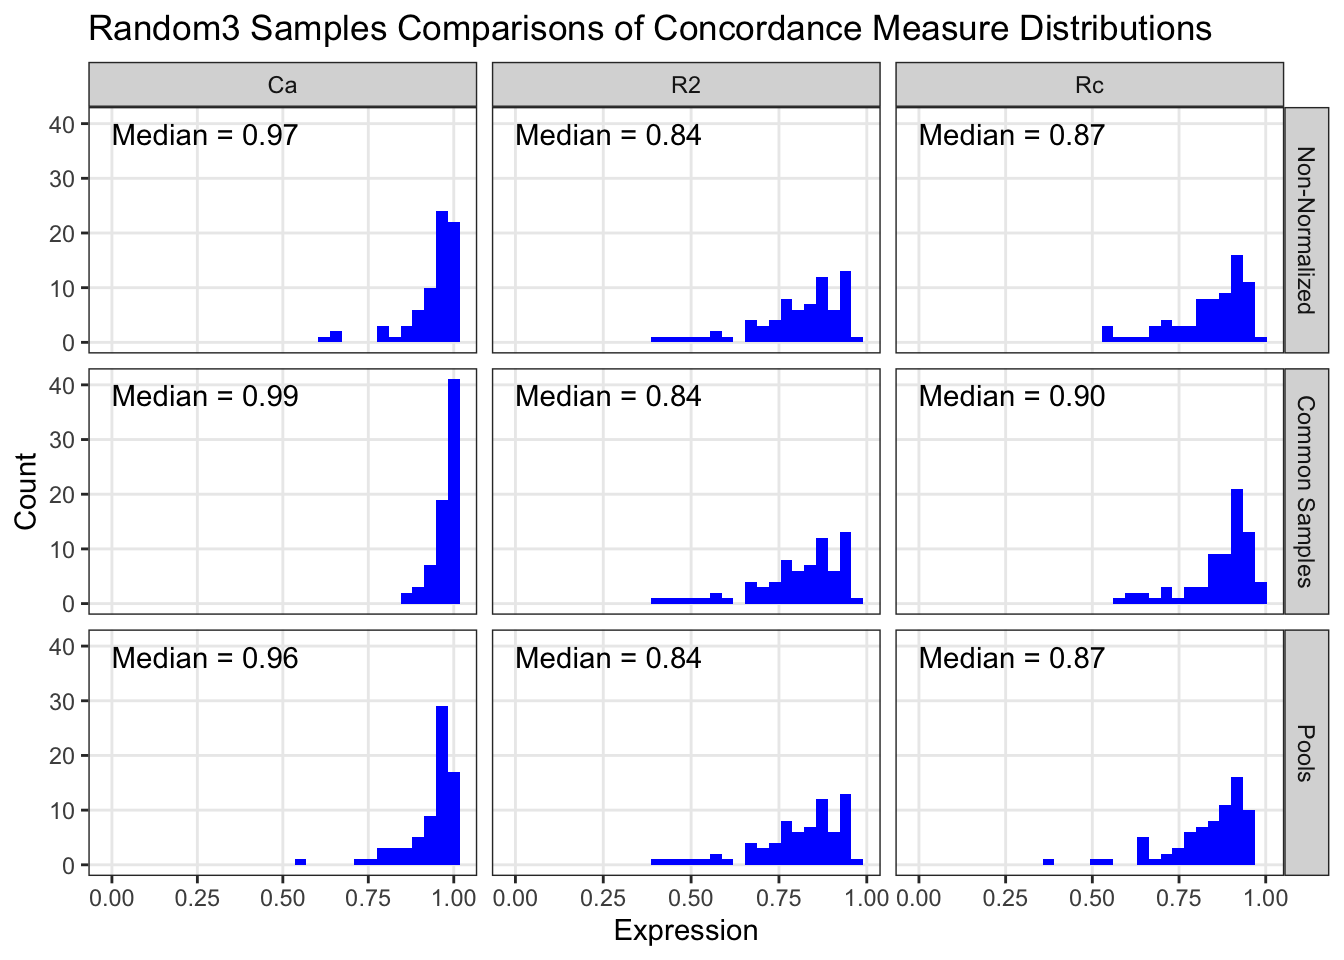 Random3 Samples Comparisons of Concordance Measure Distributions
Ca
R2
Rc
40
30
20
10
0
Median = 0.97
Median = 0.84
Median = 0.87
Non-Normalized
40
30
20
10
0
Median = 0.99
Median = 0.84
Median = 0.90
Common Samples
Count
40
30
20
10
0
Median = 0.96
Median = 0.84
Median = 0.87
Pools
0.00 0.25 0.50 0.75 1.00
0.00 0.25 0.50 0.75 1.00
0.00 0.25 0.50 0.75 1.00
Expression